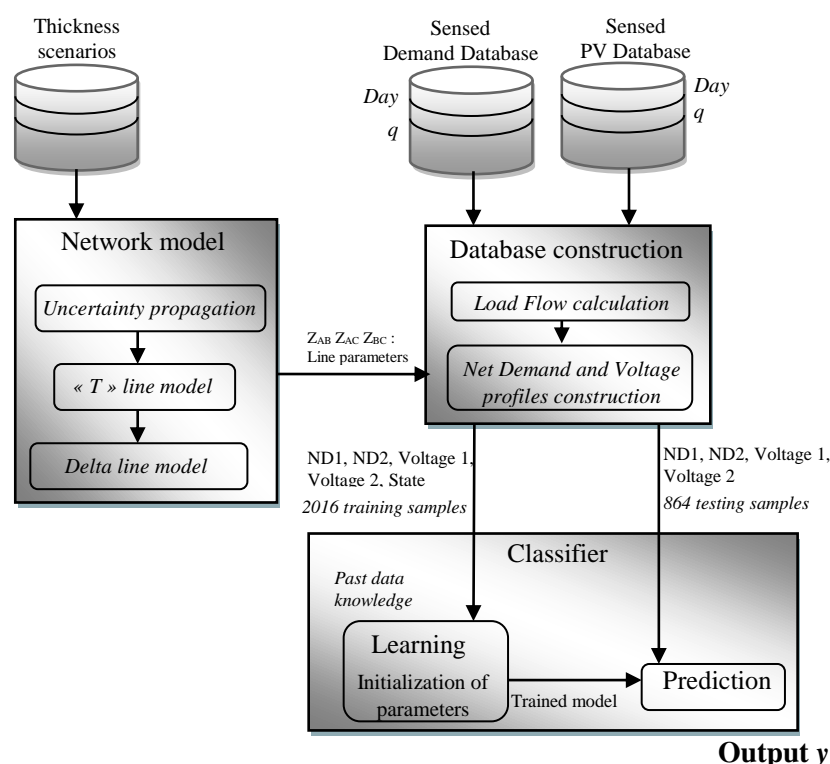 Thickness
scenarios
Sensed
Demand Database
Sensed
PV Database
Day
q
Day
q
Network model
Uncertainty propagation
« T » line model
Delta line model
ZAB ZAC ZBC :
Line parameters
Database construction
Load Flow calculation
Net Demand and Voltage
profiles construction
ND1, ND2, Voltage 1,
Voltage 2, State
2016 training samples
ND1, ND2, Voltage 1,
Voltage 2
864 testing samples
Classifier
Past data
knowledge
Learning
Initialization of
parameters
Trained model
Prediction
Output y